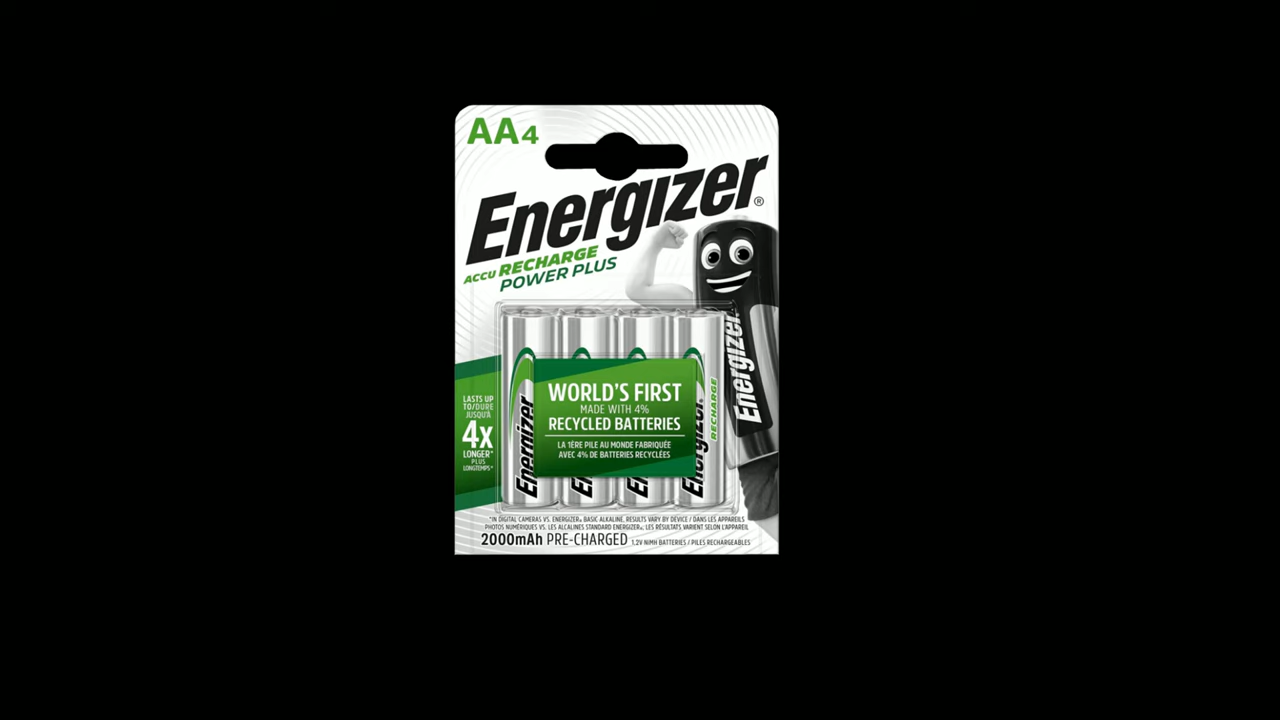 AA4
Energizer®
ACCU RECHARGE
POWER PLUS
Energizer
LASTS UP
TO/DURE
JUSQU'À
4x
LONGER*
PLUS
LONGTEMPS*
WORLD'S FIRST
MADE WITH 4%
RECYCLED BATTERIES
LA 1ÈRE PILE AU MONDE FABRIQUÉE
AVEC 4% DE BATTERIES RECYCLÉES
Energizer
Energizer
RECHARGE
*IN DIGITAL CAMERAS VS. ENERGIZER® BASIC ALKALINE, RESULTS VARY BY DEVICE / DANS LES APPAREILS
PHOTOS NUMÉRIQUES VS. LES ALCALINES STANDARD ENERGIZER®, LES RÉSULTATS VARIENT SELON L'APPAREIL
2000mAh PRE-CHARGED 1.2V NiMH BATTERIES / PILES RECHARGEABLES